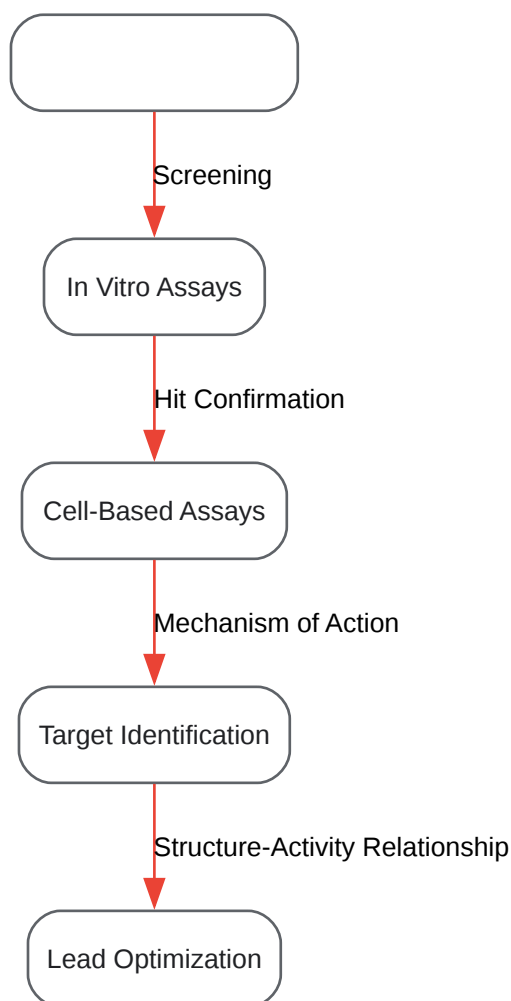 Screening
In Vitro Assays
Hit Confirmation
Cell-Based Assays
Mechanism of Action
Target Identification
Structure-Activity Relationship
Lead Optimization